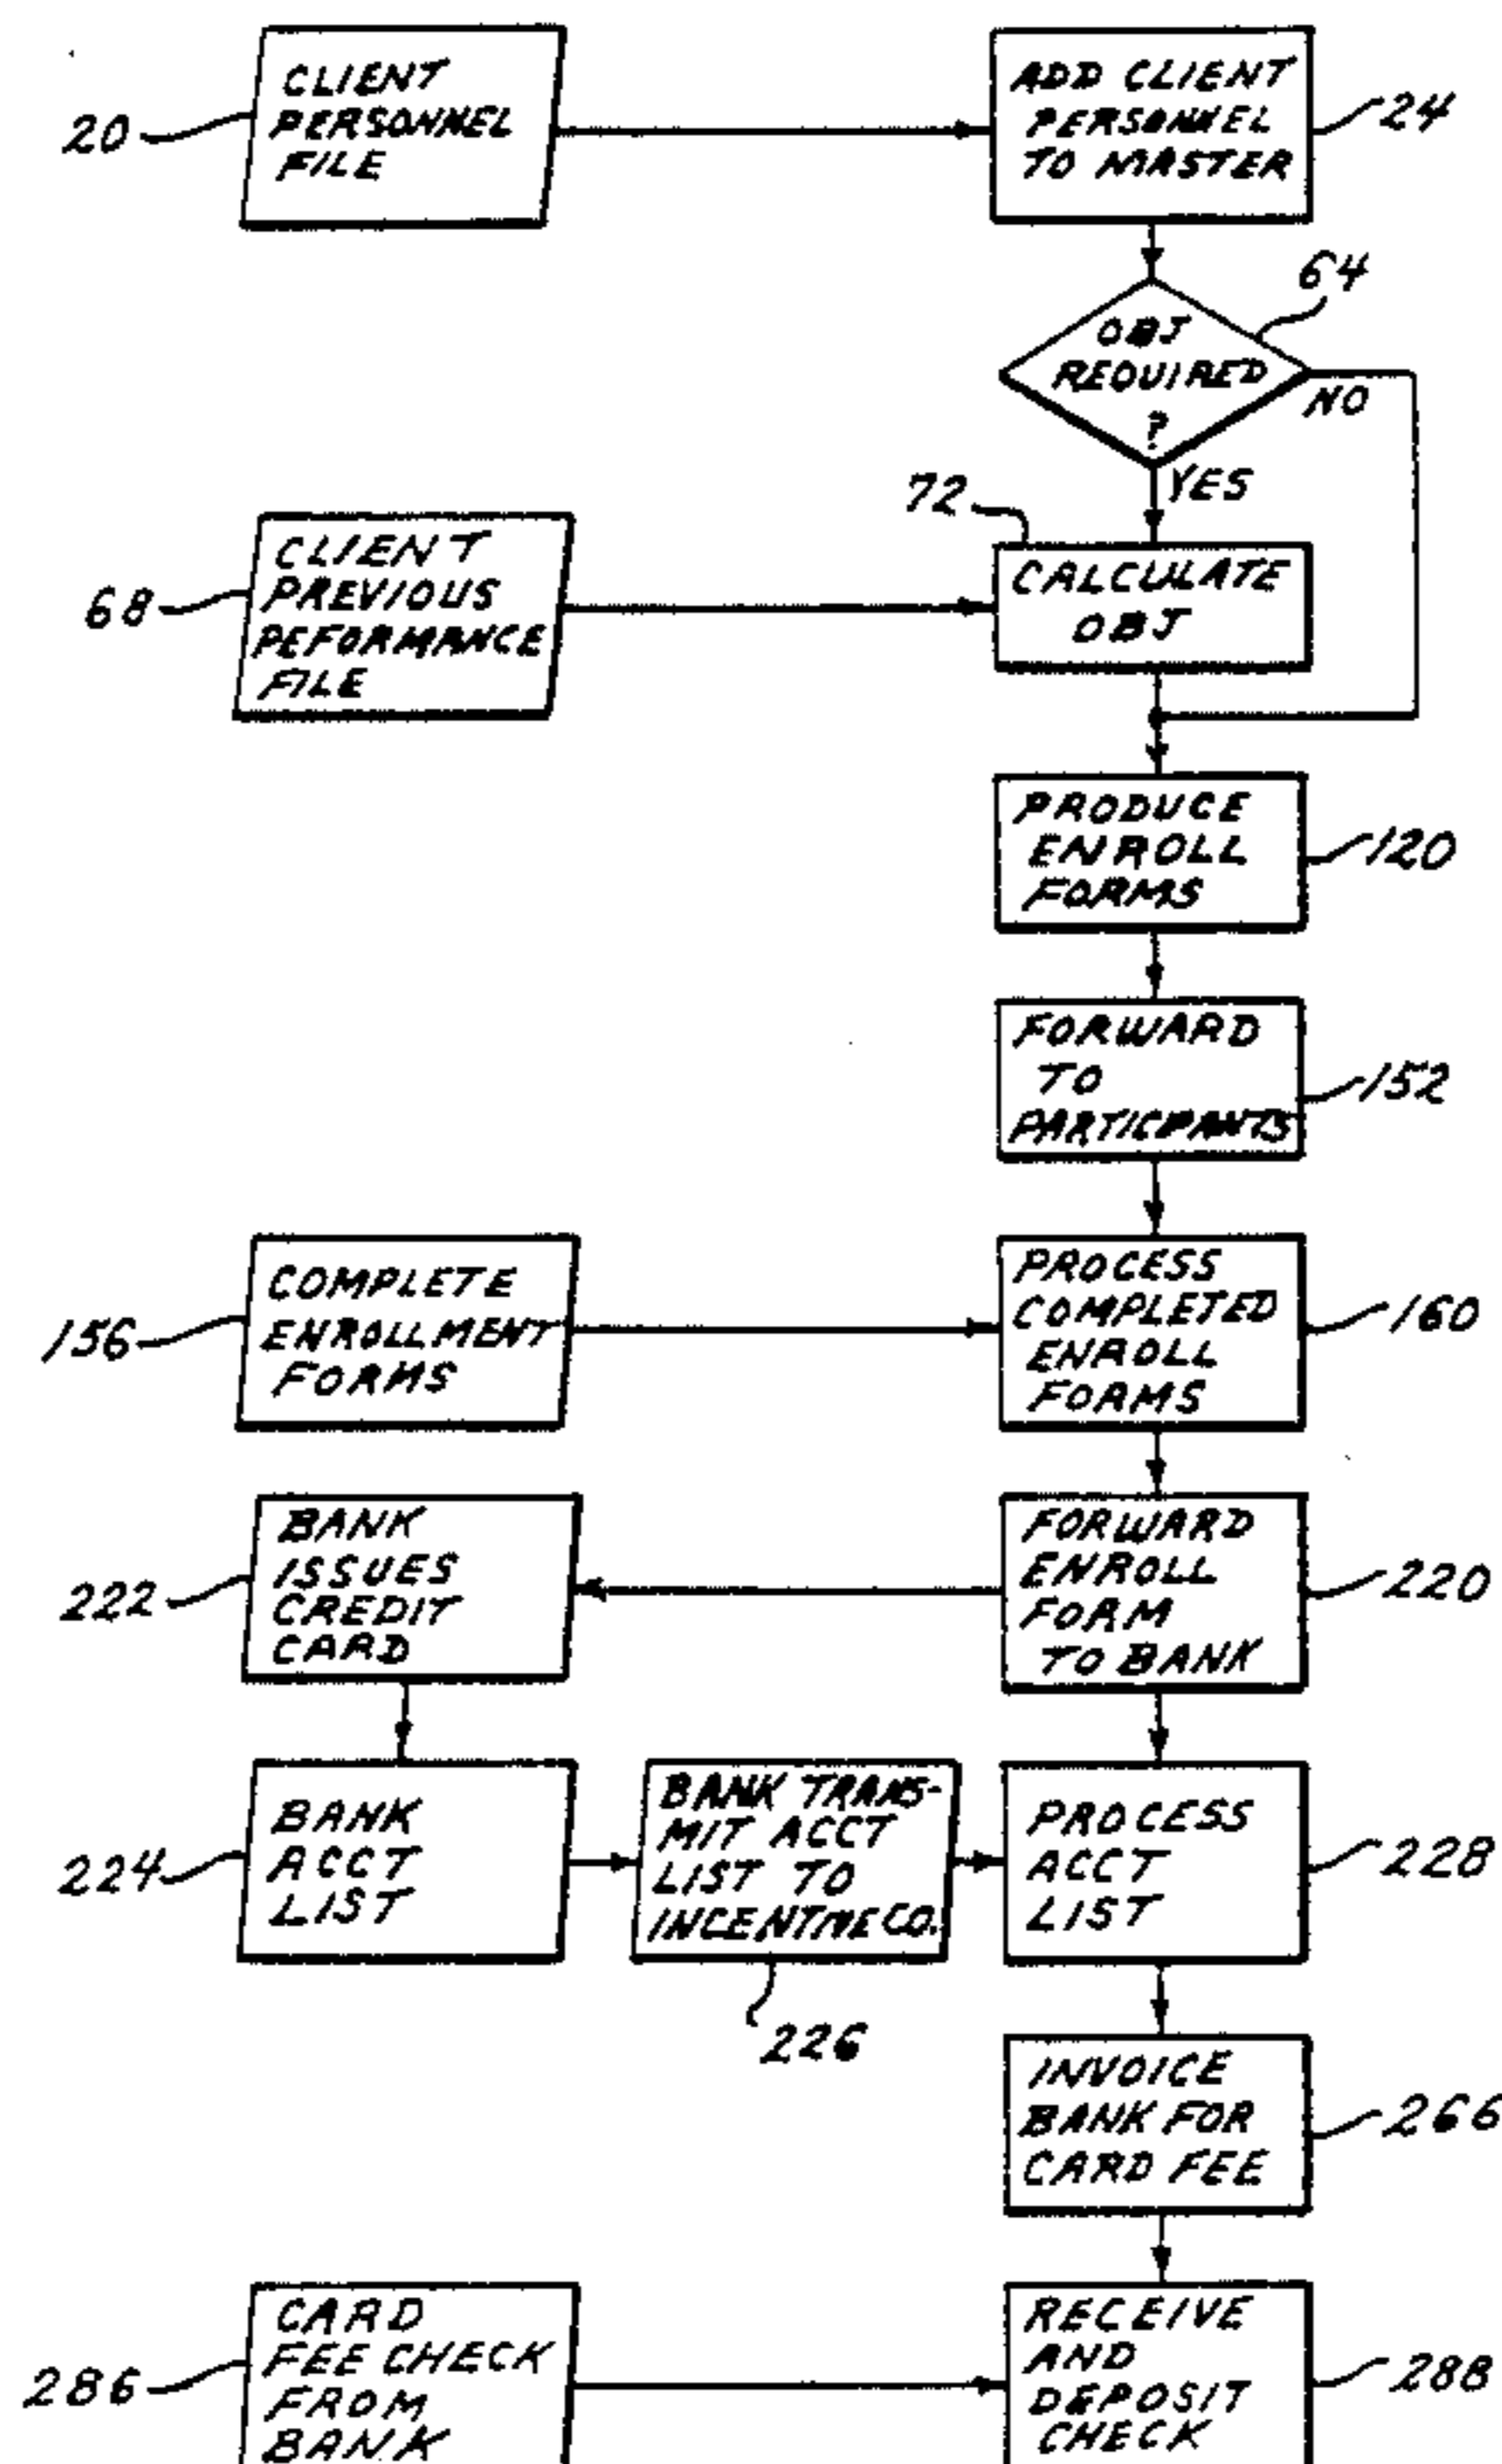 CLIENT
PERSONNEL
FILE
20
ADD CLIENT
PERSONNEL
TO MASTER
24
OBJ
REQUIRED
?
64
NO
YES
CLIENT
PREVIOUS
PEFORMANCE
FILE
68
72
CALCULATE
OBJ
PRODUCE
ENROLL
FORMS
120
FORWARD
TO
PARTICIPANTS
152
COMPLETE
ENROLLMENT
FORMS
156
PROCESS
COMPLETED
ENROLL
FORMS
160
BANK
ISSUES
CREDIT
CARD
222
FORWARD
ENROLL
FORM
TO BANK
220
BANK
ACCT
LIST
224
BANK TRANS-
MIT ACCT
LIST TO
INCENTIVE CO.
226
PROCESS
ACCT
LIST
228
INVOICE
BANK FOR
CARD FEE
266
CARD
FEE CHECK
FROM
BANK
286
RECEIVE
AND
DEPOSIT
CHECK
288